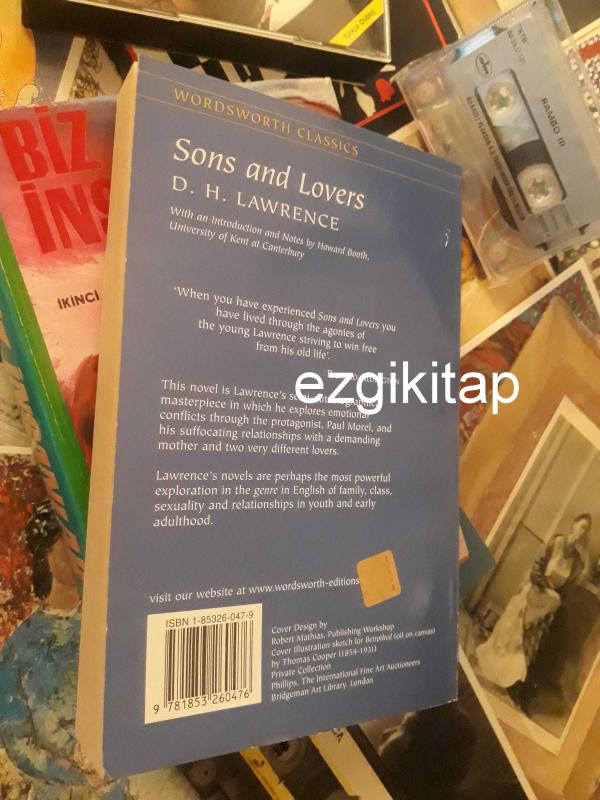 WORDSWORTH CLASSICS
Sons and Lovers
D. H. LAWRENCE
With an Introduction and Notes by Howard Booth,
University of Kent at Canterbury
'When you have experienced Sons and Lovers you
have lived through the agonies of
the young Lawrence striving to win free
from his old life'.
ezgikitap
This novel is Lawrence's
masterpiece in which he explores emotional
conflicts through the protagonist, Paul Morel, and
his suffocating relationships with a demanding
mother and two very different lovers.
Lawrence's novels are perhaps the most powerful
exploration in the genre in English of family, class,
sexuality and relationships in youth and early
adulthood.
visit our website at www.wordsworth-editions
ISBN 1-85326-047-9
9 781853 260476
Cover Design by
Robert Mathias, Publishing Workshop
Cover Illustration sketch for Betrothed (oil on canvas)
by Thomas Cooper (1854-1931)
Private Collection
Phillips, The International Fine Art Auctioneers
Bridgeman Art Library, London
BİZ
İNS
İKİNCİ
RAMBO III